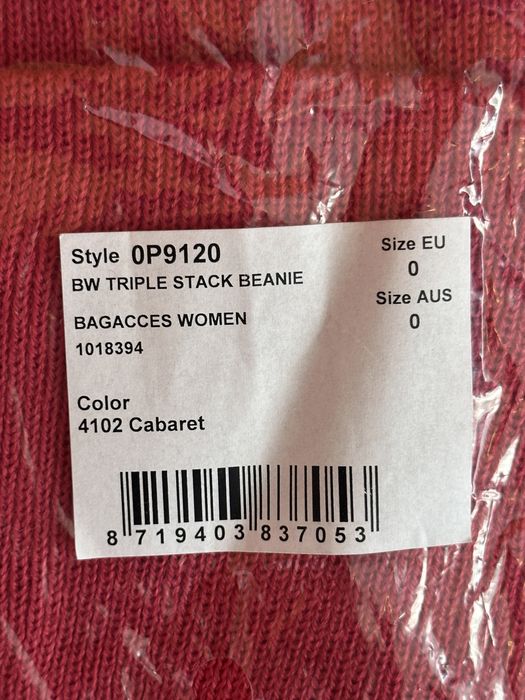 Style 0P9120
BW TRIPLE STACK BEANIE
BAGACCES WOMEN
1018394
Size EU
0
Size AUS
0
Color
4102 Cabaret
8 719403 837053